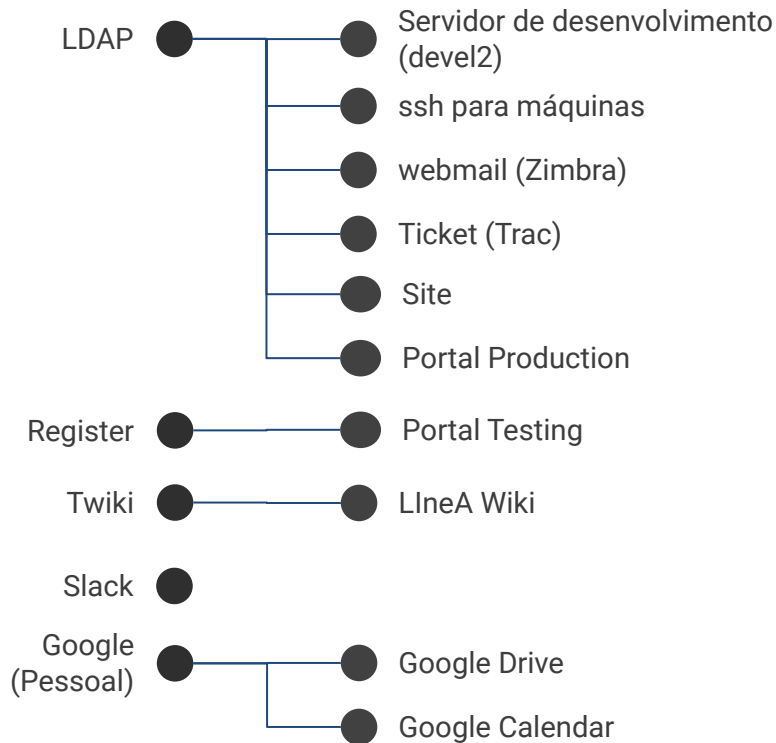 LDAP
Servidor de desenvolvimento
(devel2)
ssh para máquinas
webmail (Zimbra)
Ticket (Trac)
Site
Portal Production
Register
Portal Testing
Twiki
LIneA Wiki
Slack
Google
(Pessoal)
Google Drive
Google Calendar